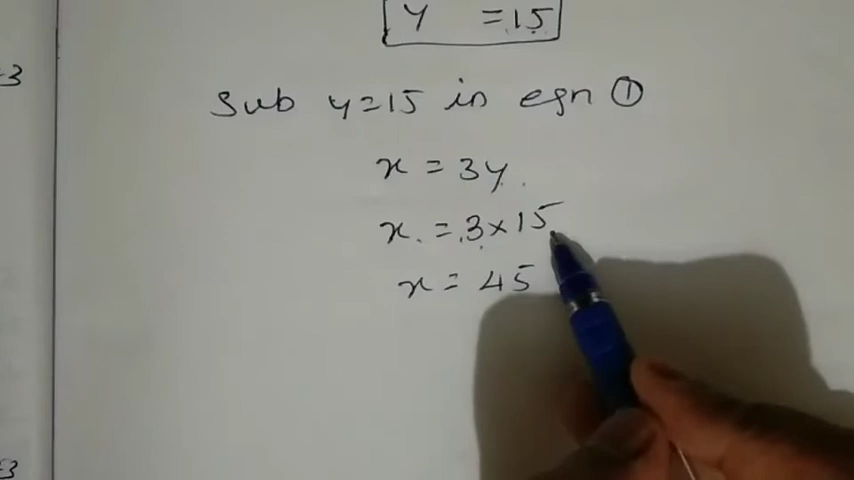 y = 15
Sub y=15 in eqn ①
x = 3y
x = 3×15
x = 45